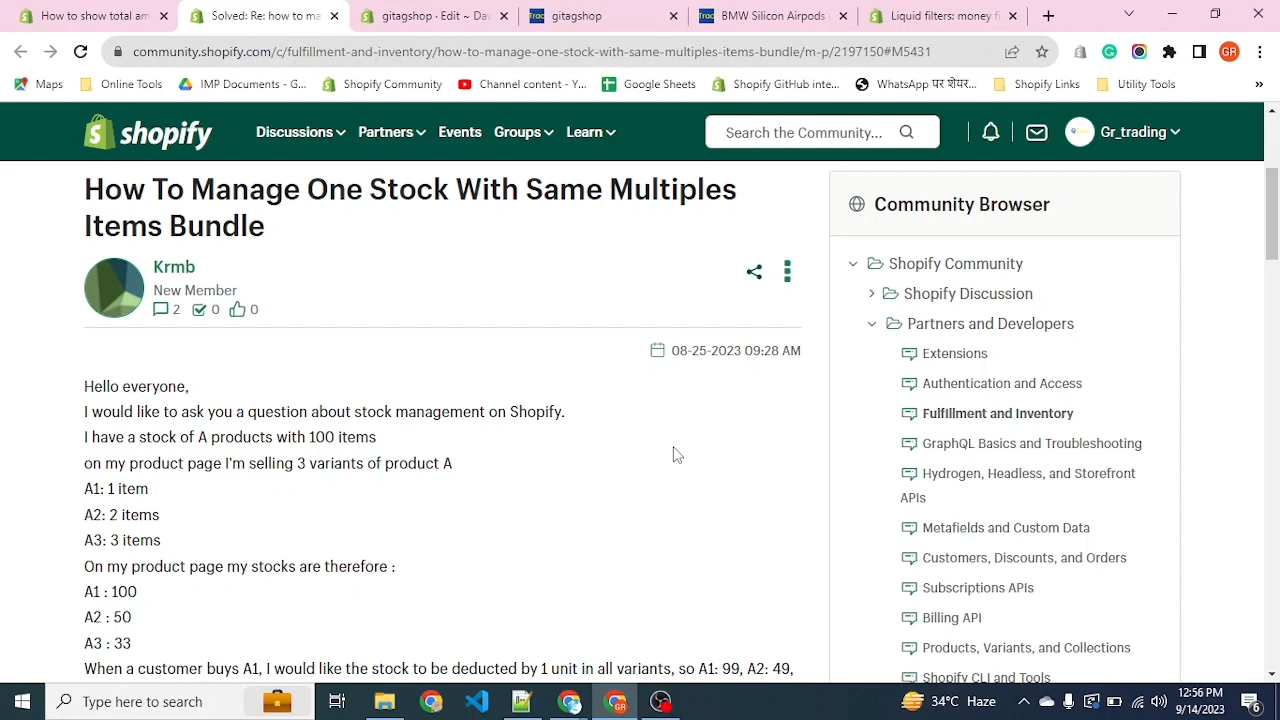 How to show total am
Solved: Re: how to ma
gitagshop - edit ~ Dav
gitagshop
BMW Silicon Airpods
Liquid filters: money f
community.shopify.com/c/fulfillment-and-inventory/how-to-manage-one-stock-with-same-multiples-items-bundle/m-p/2197150#M5431
GR
Maps
Online Tools
IMP Documents - G...
Shopify Community
Channel content - Y...
Google Sheets
Shopify GitHub inte...
WhatsApp पर शेयर...
Shopify Links
Utility Tools
shopify
Discussions
Partners
Events
Groups
Learn
Search the Community...
Gr_trading
How To Manage One Stock With Same Multiples
Items Bundle
Krmb
New Member
2
0
0
08-25-2023 09:28 AM
Hello everyone,
I would like to ask you a question about stock management on Shopify.
I have a stock of A products with 100 items
on my product page I'm selling 3 variants of product A
A1: 1 item
A2: 2 items
A3: 3 items
On my product page my stocks are therefore :
A1 : 100
A2 : 50
A3 : 33
When a customer buys A1, I would like the stock to be deducted by 1 unit in all variants, so A1: 99, A2: 49,
Community Browser
Shopify Community
Shopify Discussion
Partners and Developers
Extensions
Authentication and Access
Fulfillment and Inventory
GraphQL Basics and Troubleshooting
Hydrogen, Headless, and Storefront
APIs
Metafields and Custom Data
Customers, Discounts, and Orders
Subscriptions APIs
Billing API
Products, Variants, and Collections
Shopify CLI and Tools
Type here to search
GR
34°C Haze
12:56 PM
9/14/2023
6